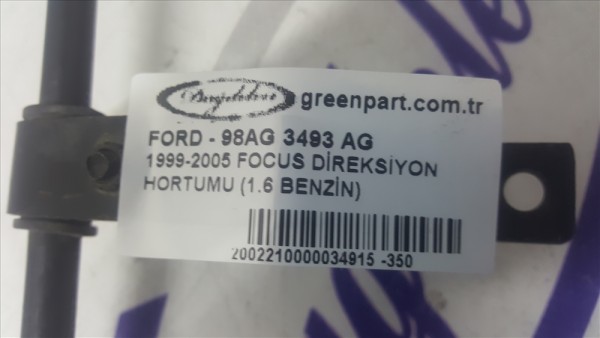 greenpart.com.tr
FORD - 98AG 3493 AG
1999-2005 FOCUS DİREKSİYON
HORTUMU (1.6 BENZİN)
2002210000034915 -350